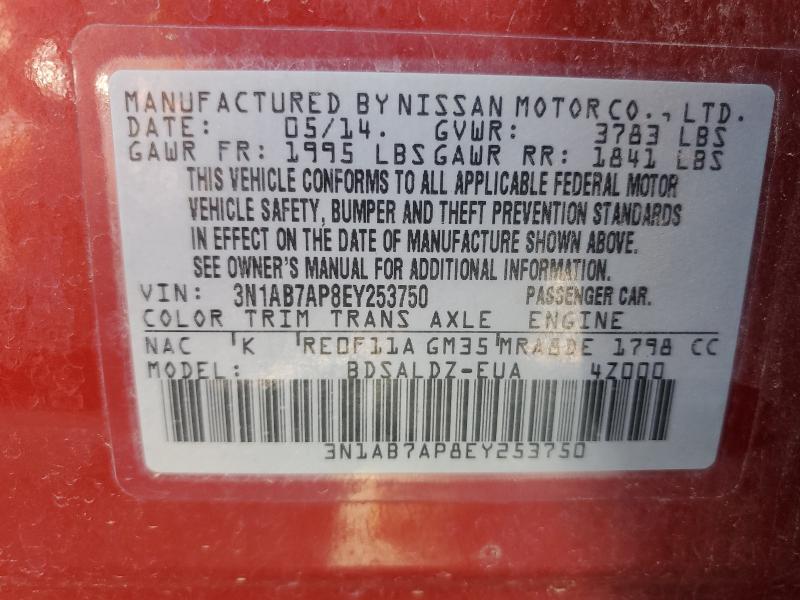 MANUFACTURED BY NISSAN MOTOR CO., LTD.
DATE: 05/14. GVWR: 3783 LBS
GAWR FR: 1995 LBS GAWR RR: 1841 LBS
THIS VEHICLE CONFORMS TO ALL APPLICABLE FEDERAL MOTOR
VEHICLE SAFETY, BUMPER AND THEFT PREVENTION STANDARDS
IN EFFECT ON THE DATE OF MANUFACTURE SHOWN ABOVE.
SEE OWNER'S MANUAL FOR ADDITIONAL INFORMATION.
VIN: 3N1AB7AP8EY253750 PASSENGER CAR.
COLOR TRIM TRANS AXLE ENGINE
NAC K RE0F11A GM35 MRA8DE 1798 CC
MODEL: BDSALDZ-EUA 4Z000
3N1AB7AP8EY253750